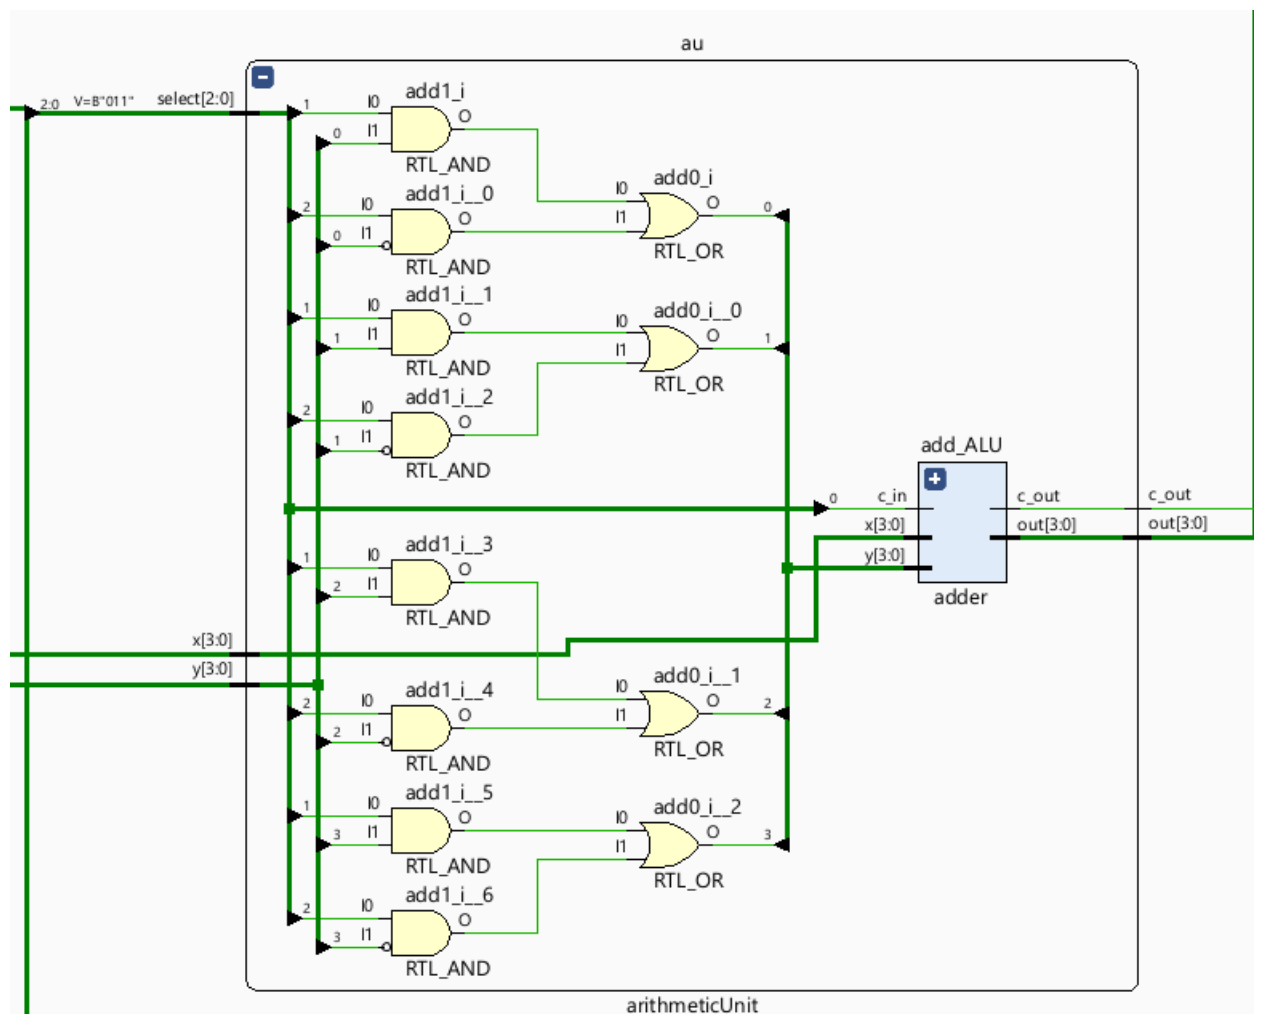 au
2:0 V=B"011" select[2:0]
add1_i
1 I0 O
0 I1
RTL_AND
add1_i__0
2 I0 O
0 I1
RTL_AND
add0_i
I0 O 0
I1
RTL_OR
add1_i__1
1 I0 O
1 I1
RTL_AND
add0_i__0
I0 O 1
I1
RTL_OR
add1_i__2
2 I0 O
1 I1
RTL_AND
add_ALU
0 c_in c_out c_out
x[3:0] out[3:0] out[3:0]
y[3:0]
adder
add1_i__3
1 I0 O
2 I1
RTL_AND
x[3:0]
y[3:0]
add1_i__4
2 I0 O
2 I1
RTL_AND
add0_i__1
I0 O 2
I1
RTL_OR
add1_i__5
1 I0 O
3 I1
RTL_AND
add0_i__2
I0 O 3
I1
RTL_OR
add1_i__6
2 I0 O
3 I1
RTL_AND
arithmeticUnit